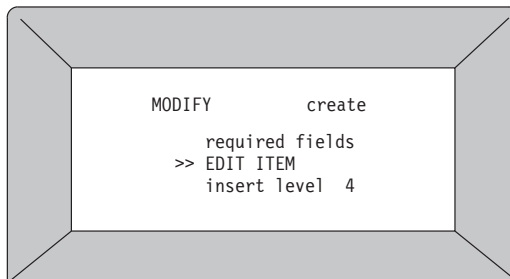 MODIFY create
required fields
>> EDIT ITEM
insert level 4